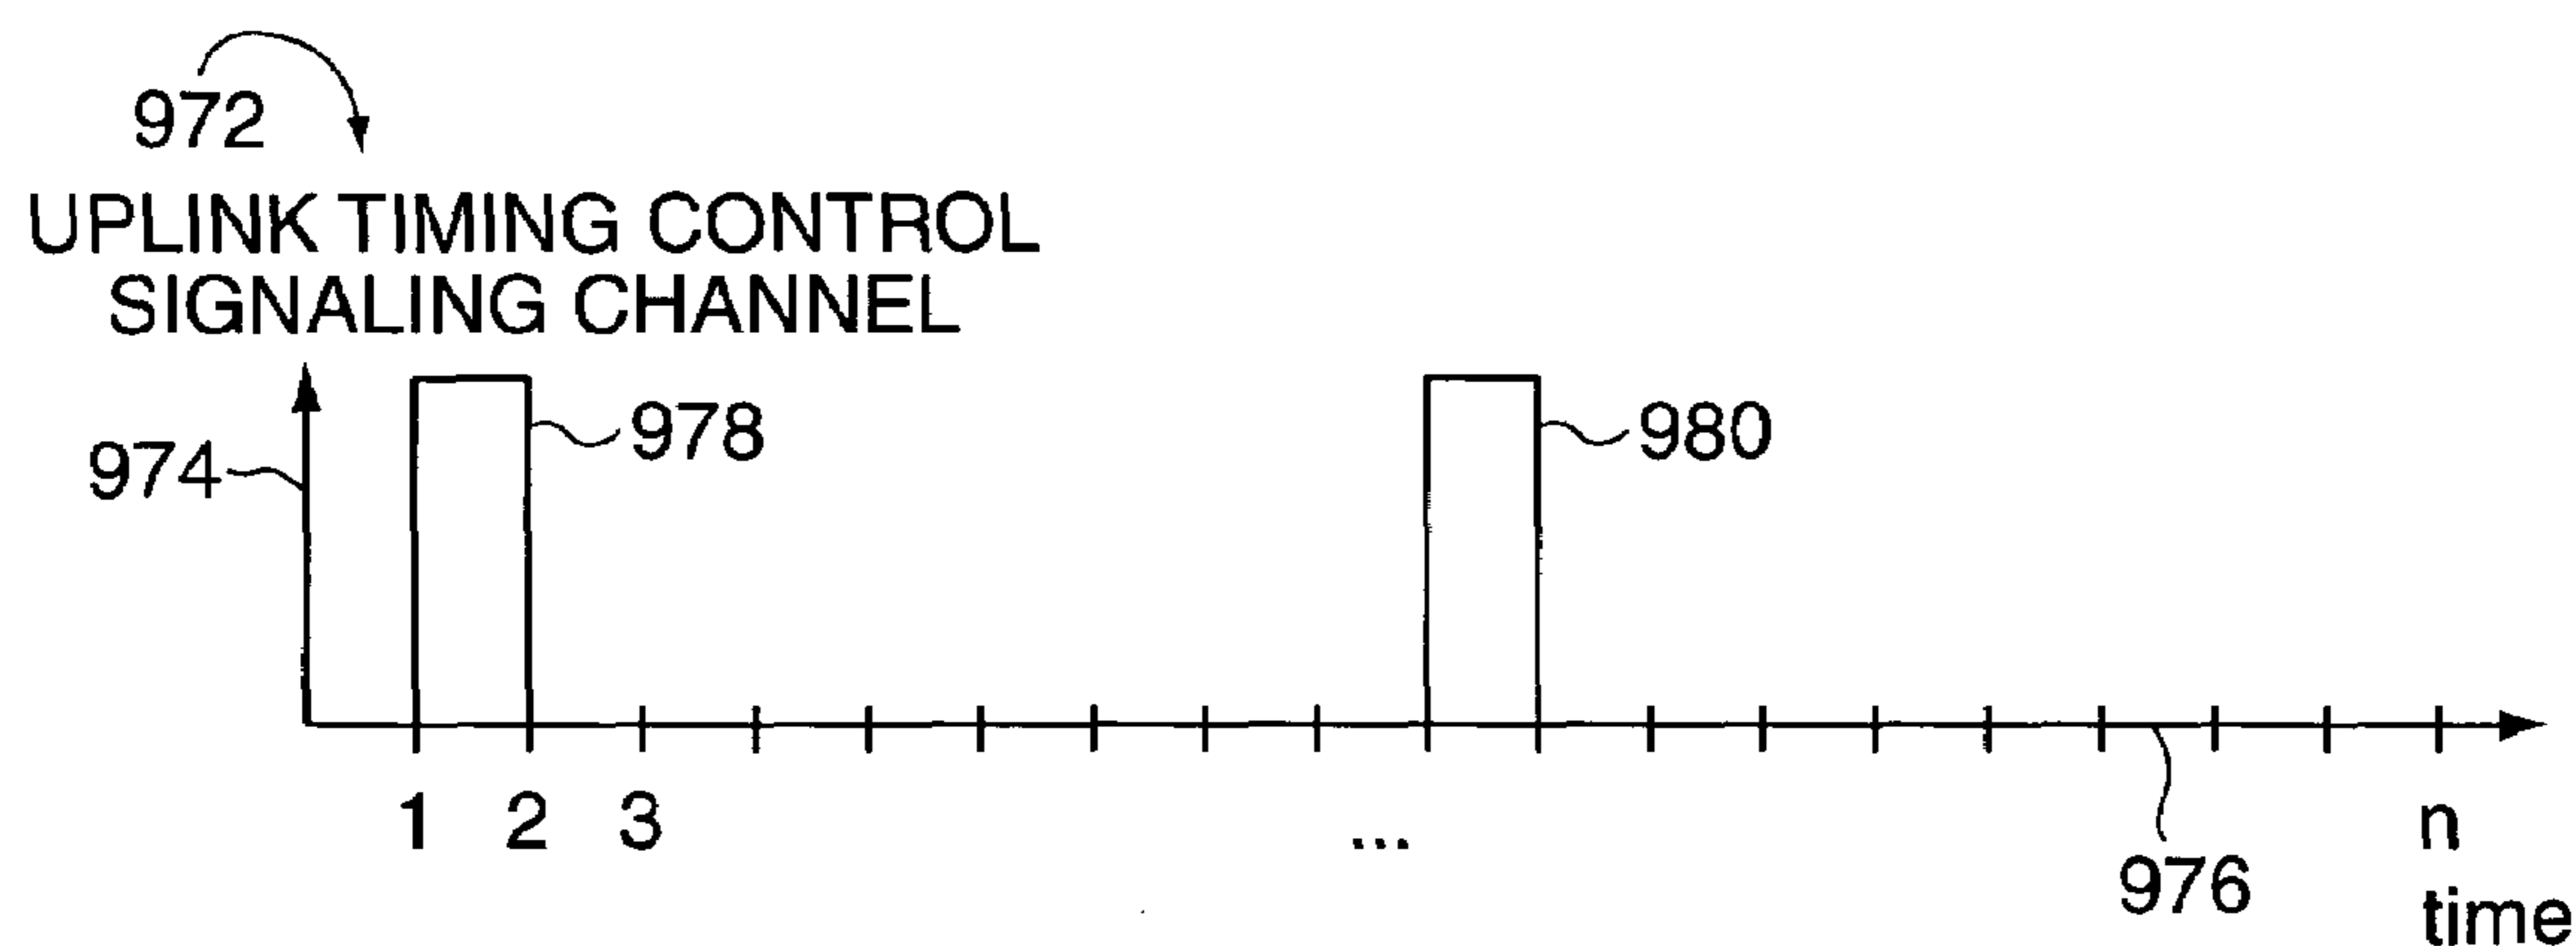 972
UPLINK TIMING CONTROL
SIGNALING CHANNEL
974
978
980
1 2 3 ... n
976
time